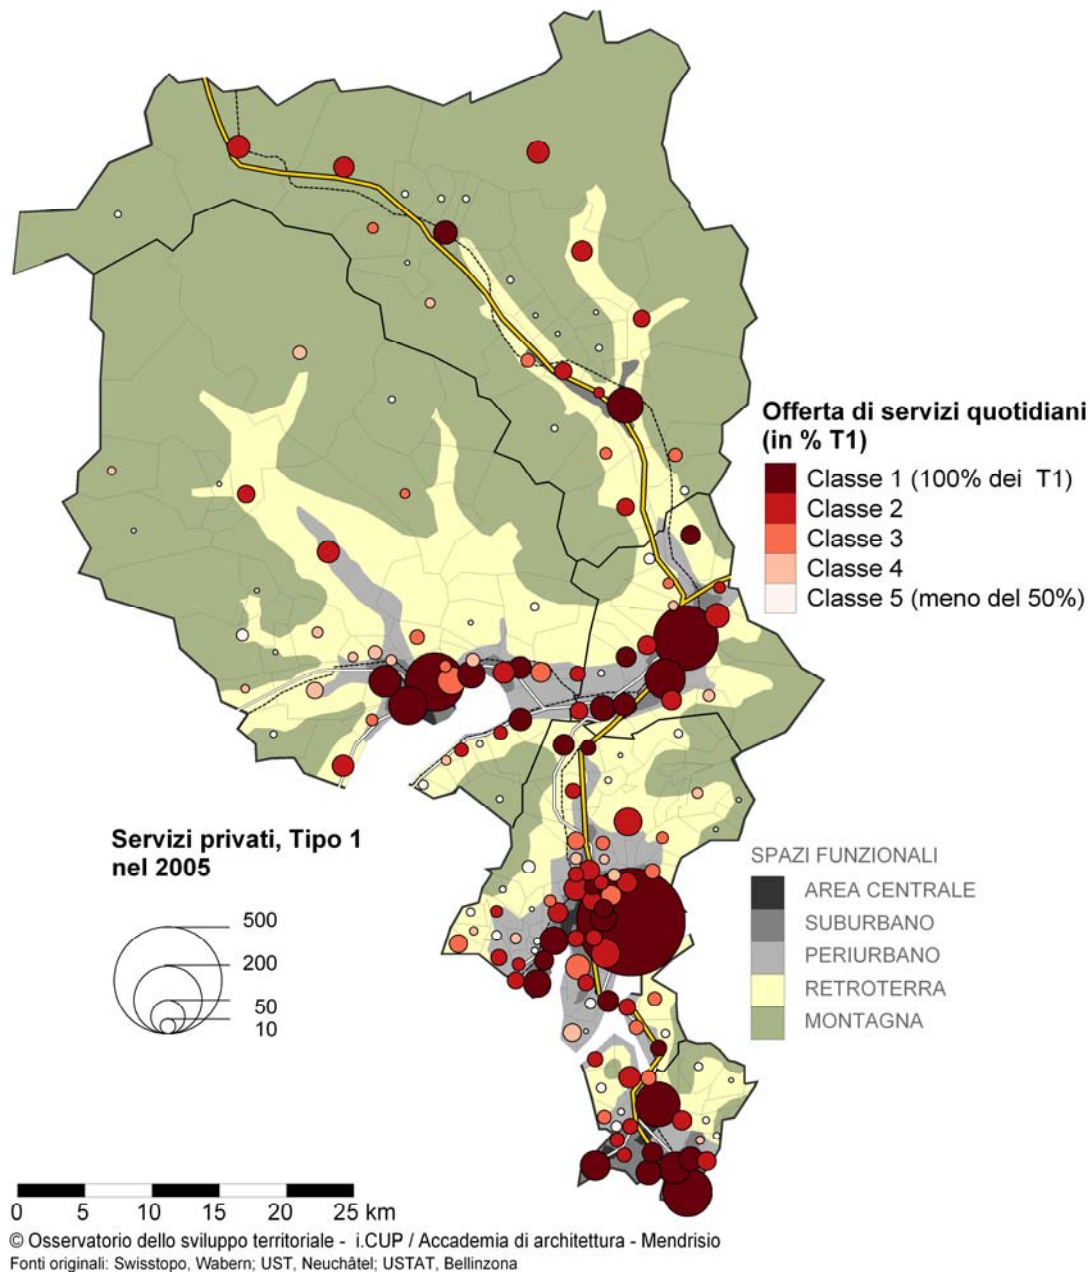 Offerta di servizi quotidiani
(in % T1)
Classe 1 (100% dei T1)
Classe 2
Classe 3
Classe 4
Classe 5 (meno del 50%)
Servizi privati, Tipo 1
nel 2005
500
200
50
10
SPAZI FUNZIONALI
AREA CENTRALE
SUBURBANO
PERIURBANO
RETROTERRA
MONTAGNA
0 5 10 15 20 25 km
© Osservatorio dello sviluppo territoriale - i.CUP / Accademia di architettura - Mendrisio
Fonti originali: Swisstopo, Wabern; UST, Neuchâtel; USTAT, Bellinzona